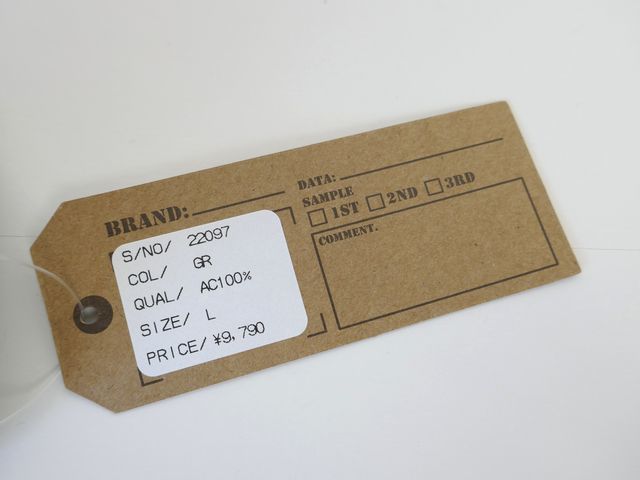 BRAND:
S/NO/ 22097
COL/ GR
QUAL/ AC100%
SIZE/ L
PRICE/ ¥9,790
DATA:
SAMPLE
1ST 2ND 3RD
COMMENT.